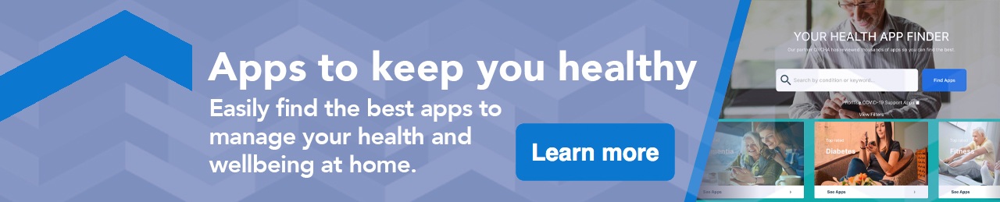 Apps to keep you healthy
Easily find the best apps to
manage your health and
wellbeing at home.
Learn more
YOUR HEALTH APP FINDER
Our partner ORCHA has reviewed thousands of apps so you can find the best.
Search by condition or keyword...
Find Apps
COVID-19 Support Apps
View Filters
Top rated
Diabetes
Top rated
Fitness
See Apps
See Apps
See Apps